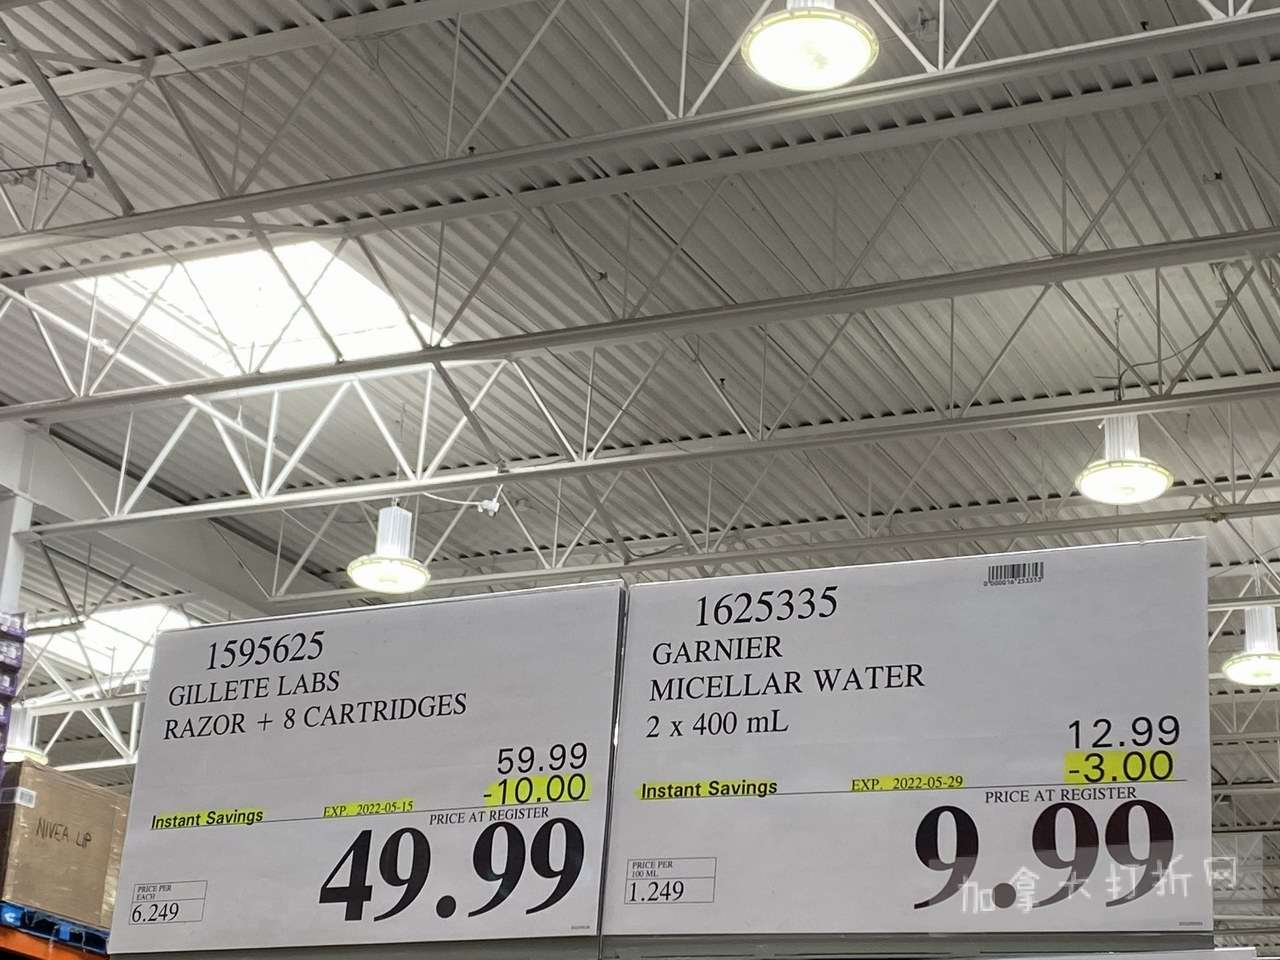 1595625
GILLETE LABS
RAZOR + 8 CARTRIDGES
59.99
-10.00
Instant Savings
EXP. 2022-05-15
PRICE AT REGISTER
49.99
PRICE PER
EACH
6.249
1625335
GARNIER
MICELLAR WATER
2 x 400 mL
12.99
-3.00
Instant Savings
EXP. 2022-05-29
PRICE AT REGISTER
9.99
PRICE PER
100 ML
1.249
NIVEA LIP
加拿大打折网